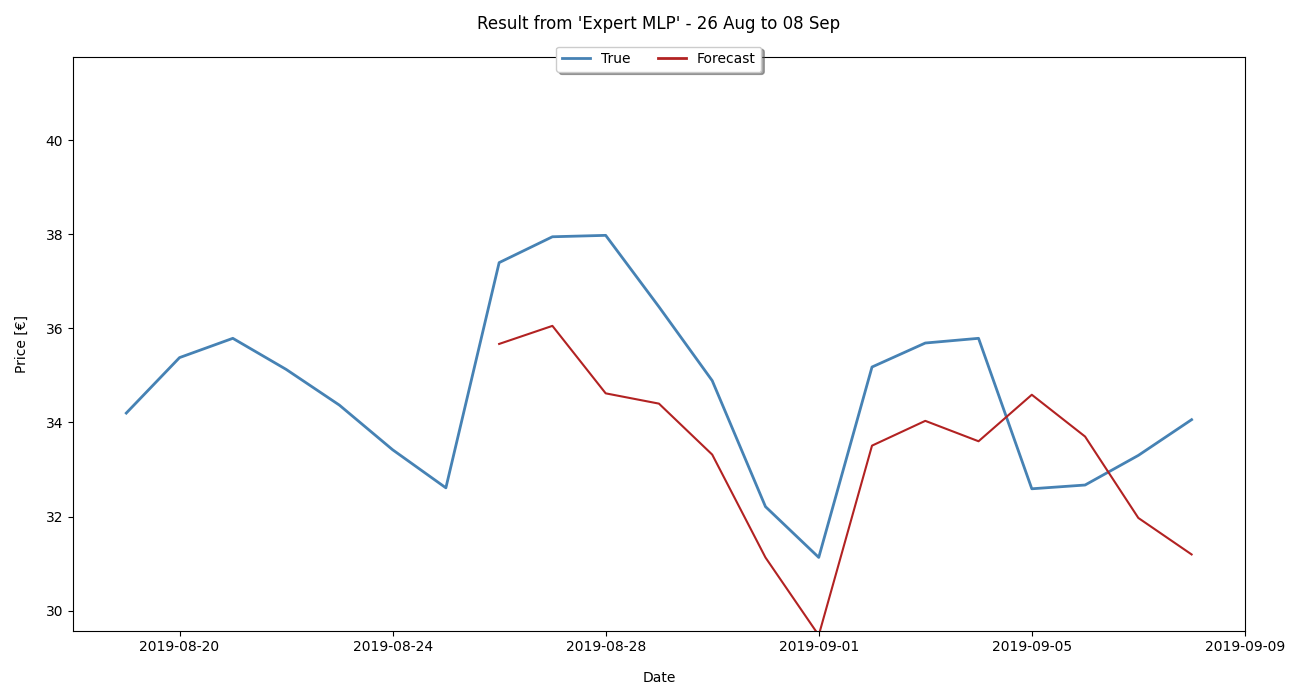 Result from 'Expert MLP' - 26 Aug to 08 Sep
True Forecast
Price [€]
40
38
36
34
32
30
2019-08-20 2019-08-24 2019-08-28 2019-09-01 2019-09-05 2019-09-09
Date